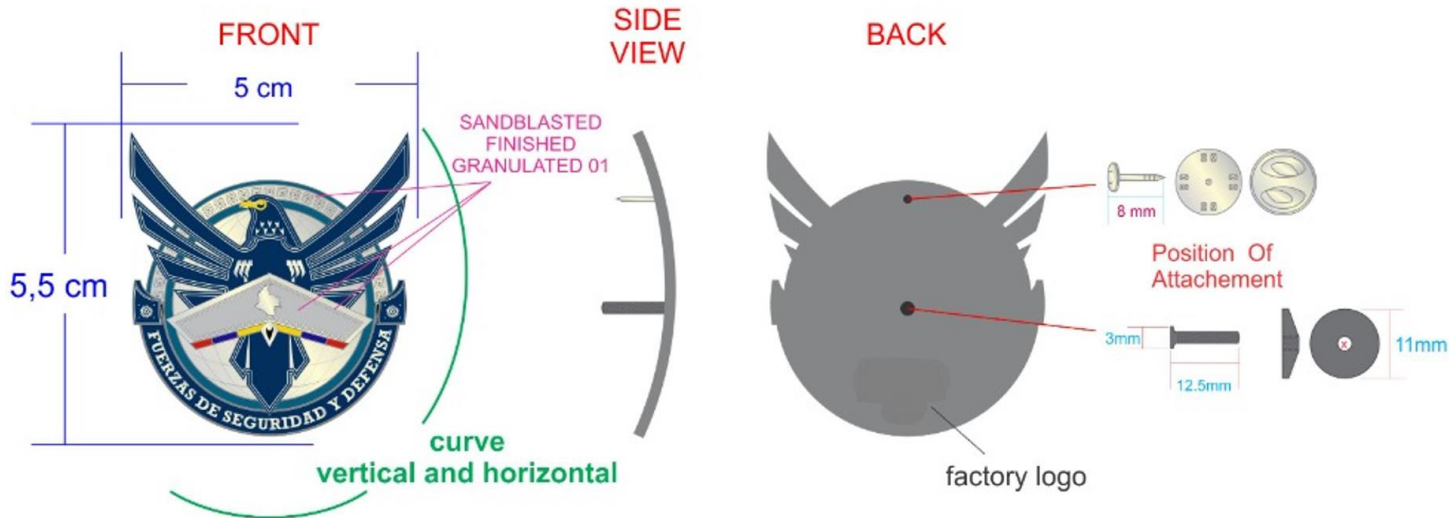 FRONT
SIDE
VIEW
BACK
5 cm
SANDBLASTED
FINISHED
GRANULATED 01
8 mm
5,5 cm
Position Of
Attachement
3mm
x
11mm
12.5mm
FUERZAS DE SEGURIDAD Y DEFENSA
curve
vertical and horizontal
factory logo